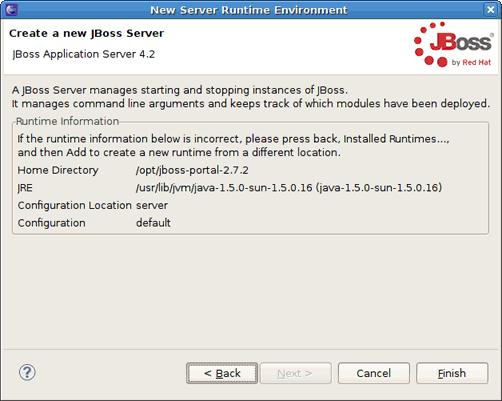 New Server Runtime Environment
Create a new JBoss Server
JBoss Application Server 4.2
JBoss
by Red Hat
A JBoss Server manages starting and stopping instances of JBoss.
It manages command line arguments and keeps track of which modules have been deployed.
Runtime Information
If the runtime information below is incorrect, please press back, Installed Runtimes...,
and then Add to create a new runtime from a different location.
Home Directory /opt/jboss-portal-2.7.2
JRE /usr/lib/jvm/java-1.5.0-sun-1.5.0.16 (java-1.5.0-sun-1.5.0.16)
Configuration Location server
Configuration default
? < Back Next > Cancel Finish